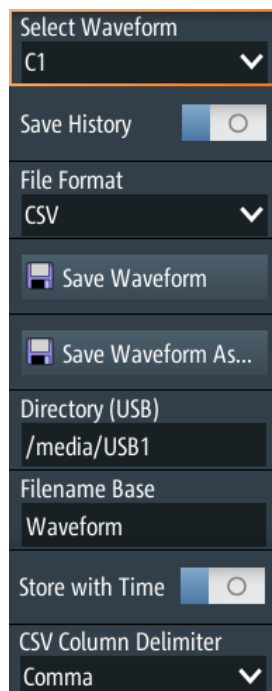 Select Waveform
C1
Save History
File Format
CSV
Save Waveform
Save Waveform As...
Directory (USB)
/media/USB1
Filename Base
Waveform
Store with Time
CSV Column Delimiter
Comma